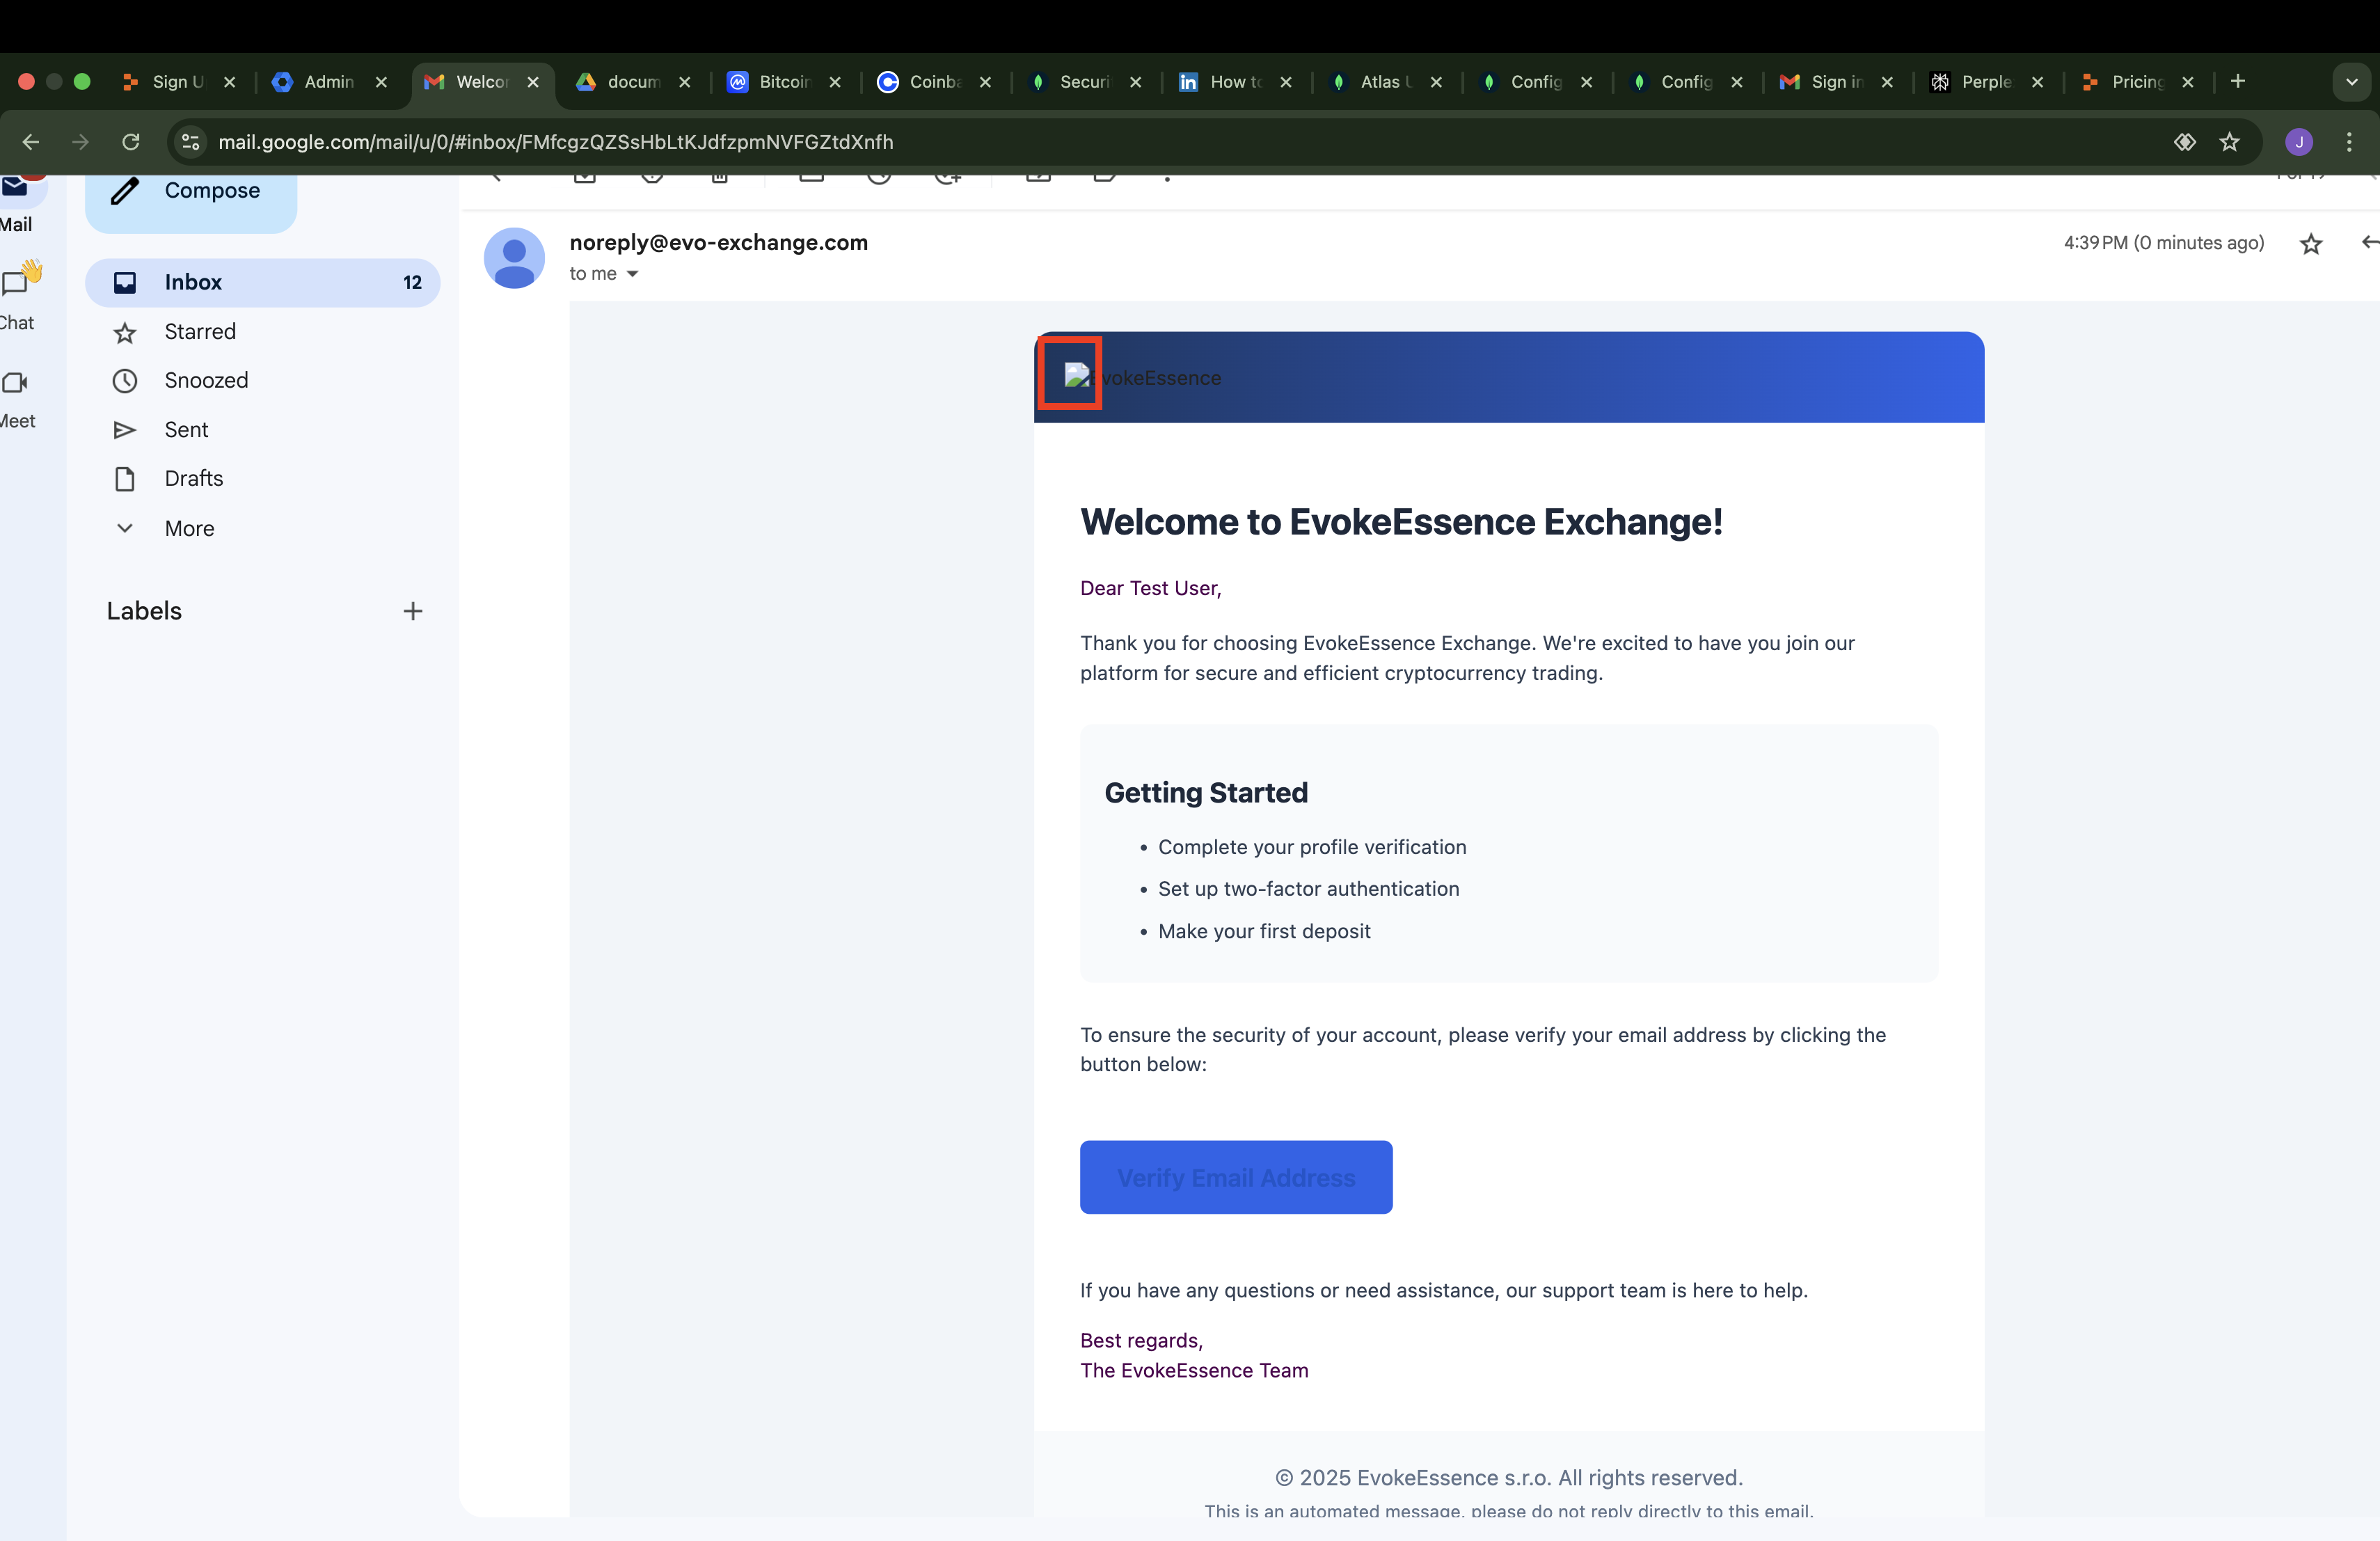 Sign U
Admin
Welcor
docum
Bitcoin
Coinba
Securi
How to
Atlas U
Config
Config
Sign in
Perple
Pricing
mail.google.com/mail/u/0/#inbox/FMfcgzQZSsHbLtKJdfzpmNVFGZtdXnfh
J
Mail
Chat
Meet
Compose
Inbox 12
Starred
Snoozed
Sent
Drafts
More
Labels
noreply@evo-exchange.com
to me
4:39 PM (0 minutes ago)
EvokeEssence
Welcome to EvokeEssence Exchange!
Dear Test User,
Thank you for choosing EvokeEssence Exchange. We're excited to have you join our
platform for secure and efficient cryptocurrency trading.
Getting Started
• Complete your profile verification
• Set up two-factor authentication
• Make your first deposit
To ensure the security of your account, please verify your email address by clicking the
button below:
Verify Email Address
If you have any questions or need assistance, our support team is here to help.
Best regards,
The EvokeEssence Team
© 2025 EvokeEssence s.r.o. All rights reserved.
This is an automated message, please do not reply directly to this email.